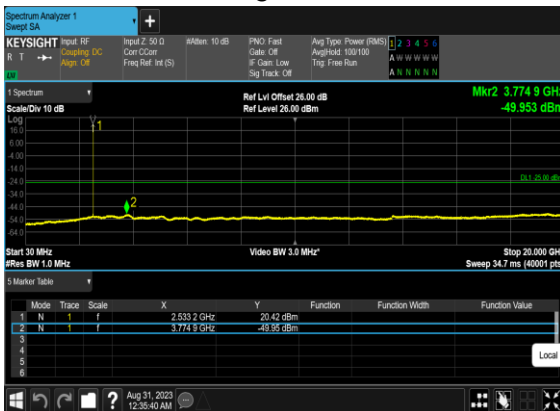 Spectrum Analyzer 1
Swept SA
+
KEYSIGHT
R T
LV
Input: RF
Coupling: DC
Align: Off
Input Z: 50 Ω
Corr CCorr
Freq Ref: Int (S)
#Atten: 10 dB
PNO: Fast
Gate: Off
IF Gain: Low
Sig Track: Off
Avg Type: Power (RMS)
Avg|Hold: 100/100
Trig: Free Run
1 2 3 4 5 6
A W W W W W
A N N N N N
1 Spectrum
Scale/Div 10 dB
Ref Lvl Offset 26.00 dB
Ref Level 26.00 dBm
Mkr2 3.774 9 GHz
-49.953 dBm
Log
16.0
6.00
-4.00
-14.0
-24.0
-34.0
-44.0
-54.0
-64.0
1
2
DL1 -25.00 dBm
Start 30 MHz
#Res BW 1.0 MHz
Video BW 3.0 MHz*
Stop 20.000 GH
Sweep 34.7 ms (40001 pts
5 Marker Table
Mode Trace Scale X Y Function Function Width Function Value
1 N 1 f 2.533 2 GHz 20.42 dBm
2 N 1 f 3.774 9 GHz -49.95 dBm
3
4
5
6
Local
?
Aug 31, 2023
12:35:40 AM